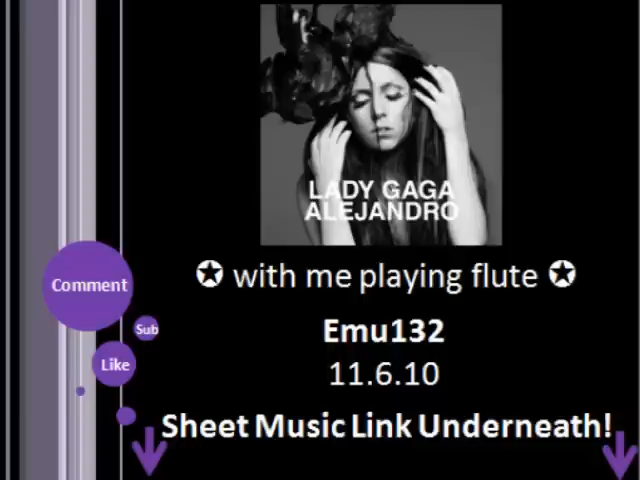 LADY GAGA
ALEJANDRO
✪ with me playing flute ✪
Comment
Emu132
Sub
Like
11.6.10
Sheet Music Link Underneath!